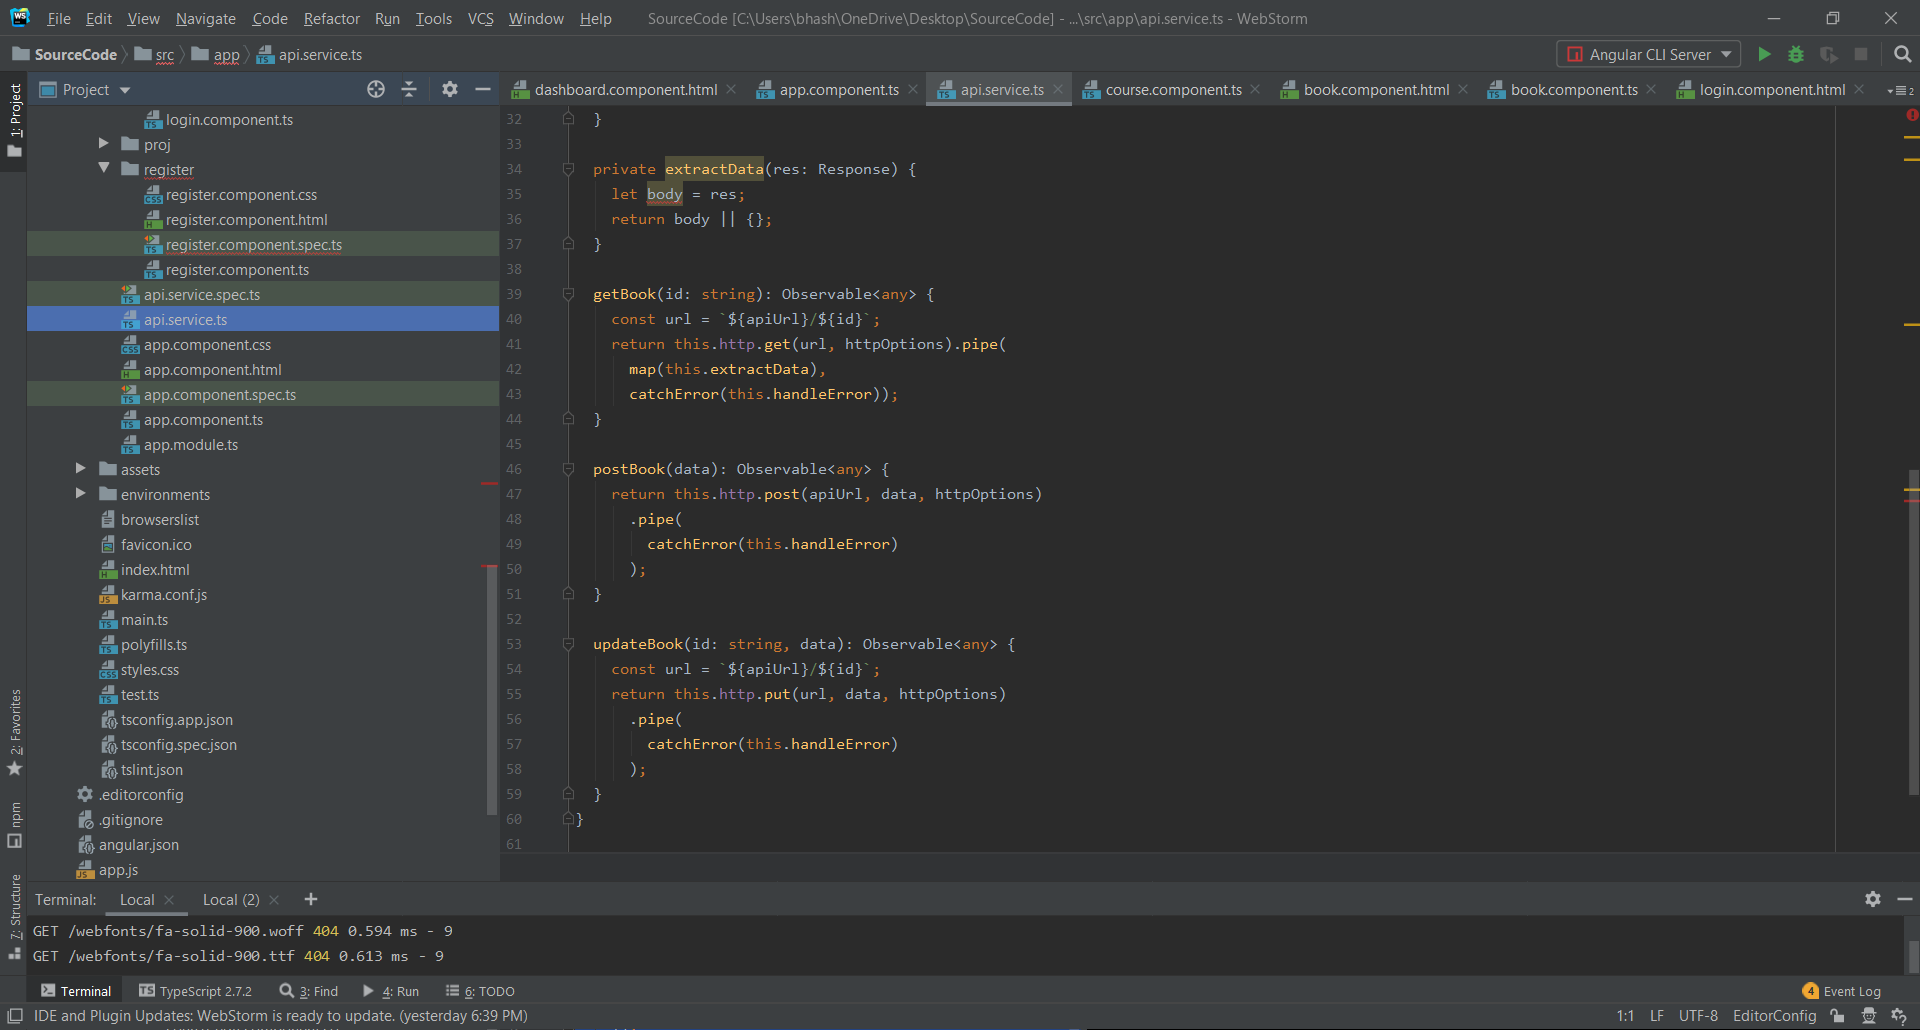 WS File Edit View Navigate Code Refactor Run Tools VCS Window Help SourceCode [C:\Users\bhash\OneDrive\Desktop\SourceCode] - ...\src\app\api.service.ts - WebStorm
SourceCode src app api.service.ts Angular CLI Server
Project
dashboard.component.html app.component.ts api.service.ts course.component.ts book.component.html book.component.ts login.component.html 2
1: Project
2: Favorites
npm
7: Structure
login.component.ts
proj
register
register.component.css
register.component.html
register.component.spec.ts
register.component.ts
api.service.spec.ts
api.service.ts
app.component.css
app.component.html
app.component.spec.ts
app.component.ts
app.module.ts
assets
environments
browserslist
favicon.ico
index.html
karma.conf.js
main.ts
polyfills.ts
styles.css
test.ts
tsconfig.app.json
tsconfig.spec.json
tslint.json
.editorconfig
.gitignore
angular.json
app.js
32 }
33
34 private extractData(res: Response) {
35 let body = res;
36 return body || {};
37 }
38
39 getBook(id: string): Observable<any> {
40 const url = `${apiUrl}/${id}`;
41 return this.http.get(url, httpOptions).pipe(
42 map(this.extractData),
43 catchError(this.handleError));
44 }
45
46 postBook(data): Observable<any> {
47 return this.http.post(apiUrl, data, httpOptions)
48 .pipe(
49 catchError(this.handleError)
50 );
51 }
52
53 updateBook(id: string, data): Observable<any> {
54 const url = `${apiUrl}/${id}`;
55 return this.http.put(url, data, httpOptions)
56 .pipe(
57 catchError(this.handleError)
58 );
59 }
60 }
61
Terminal: Local Local (2) +
GET /webfonts/fa-solid-900.woff 404 0.594 ms - 9
GET /webfonts/fa-solid-900.ttf 404 0.613 ms - 9
Terminal TypeScript 2.7.2 3: Find 4: Run 6: TODO 4 Event Log
IDE and Plugin Updates: WebStorm is ready to update. (yesterday 6:39 PM) 1:1 LF UTF-8 EditorConfig